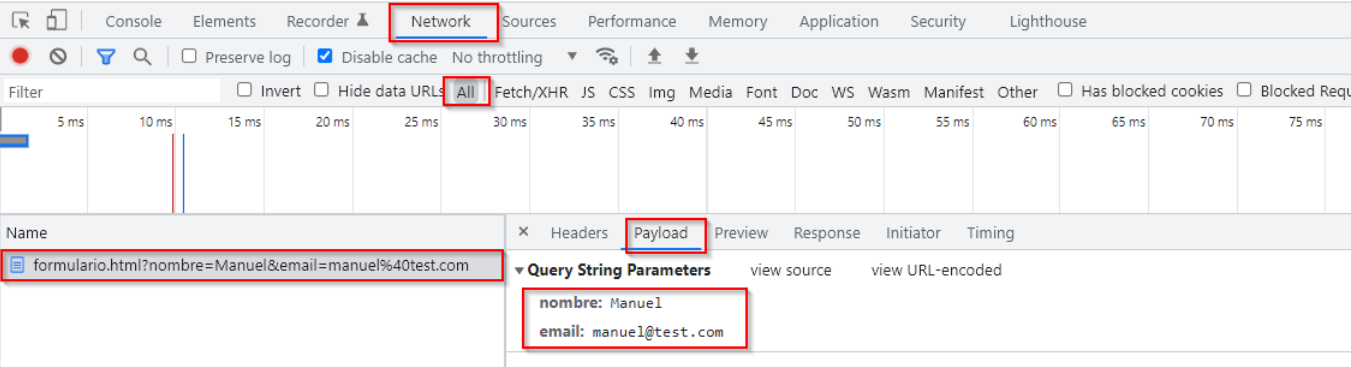 Console Elements Recorder Network Sources Performance Memory Application Security Lighthouse
Preserve log Disable cache No throttling
Filter Invert Hide data URLs All Fetch/XHR JS CSS Img Media Font Doc WS Wasm Manifest Other Has blocked cookies Blocked Requ
5 ms 10 ms 15 ms 20 ms 25 ms 30 ms 35 ms 40 ms 45 ms 50 ms 55 ms 60 ms 65 ms 70 ms 75 ms
Name
Headers Payload Preview Response Initiator Timing
formulario.html?nombre=Manuel&email=manuel%40test.com
Query String Parameters view source view URL-encoded
nombre: Manuel
email: manuel@test.com